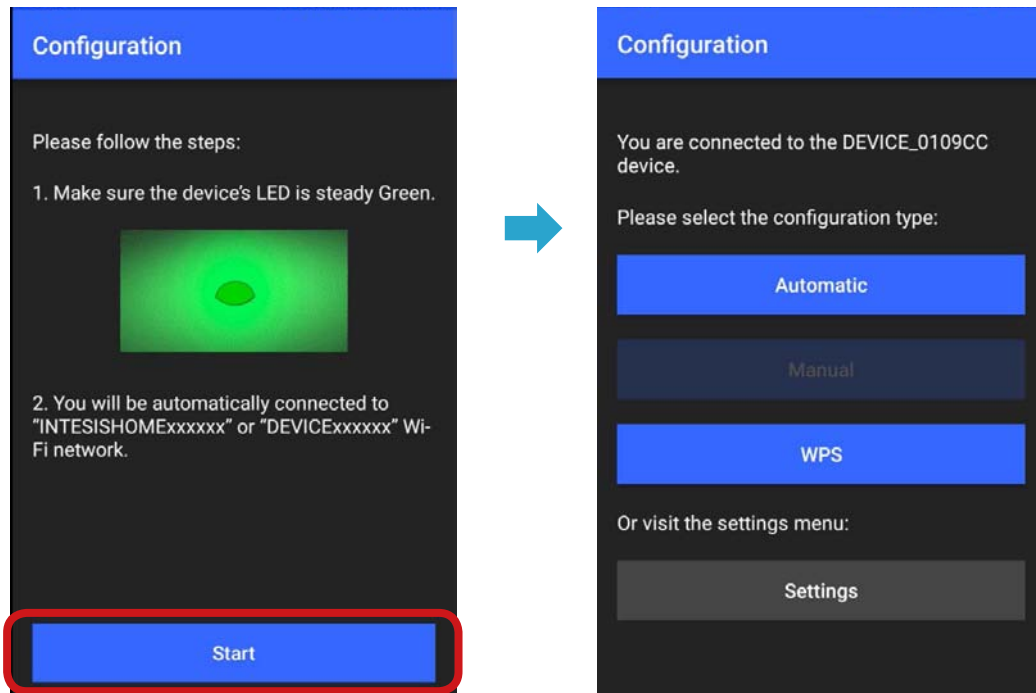 Configuration
Please follow the steps:
1. Make sure the device's LED is steady Green.
2. You will be automatically connected to
“INTESISHOMExxxxxx” or “DEVICExxxxxx” Wi-
Fi network.
Start
Configuration
You are connected to the DEVICE_0109CC
device.
Please select the configuration type:
Automatic
Manual
WPS
Or visit the settings menu:
Settings